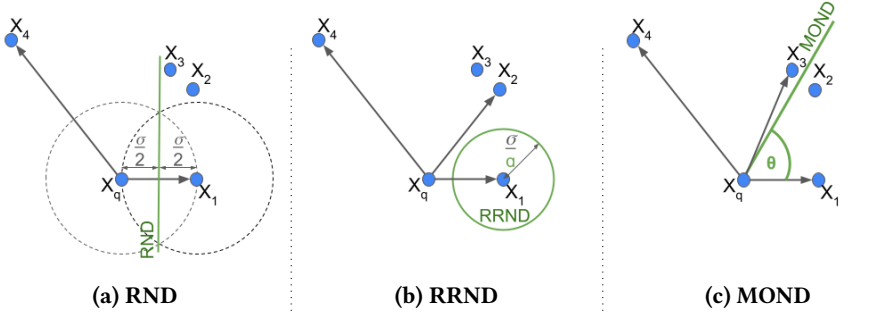 X4
X3
X2
σ/2 σ/2
Xq
X1
RND
(a) RND
X4
X3
X2
σ/α
Xq
X1
RRND
(b) RRND
MOND
X4
X3
X2
θ
Xq
X1
(c) MOND